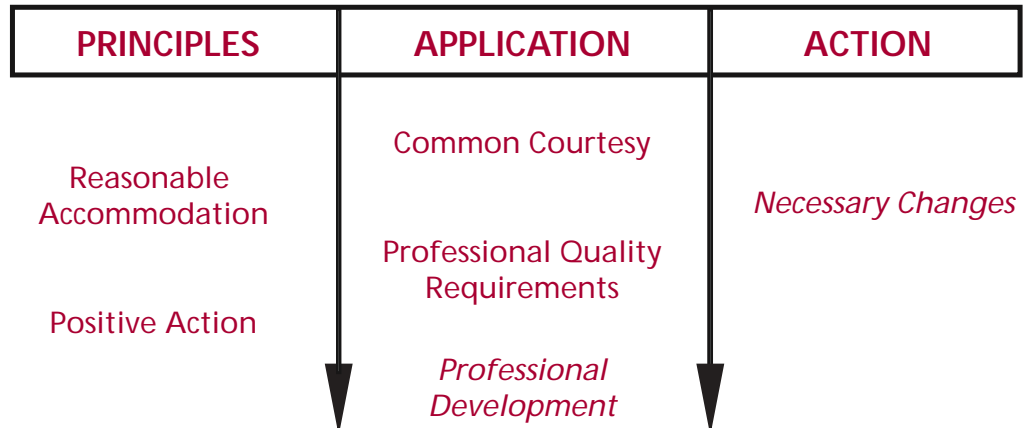 PRINCIPLES
APPLICATION
ACTION
Reasonable
Accommodation
Positive Action
Common Courtesy
Professional Quality
Requirements
Professional
Development
Necessary Changes